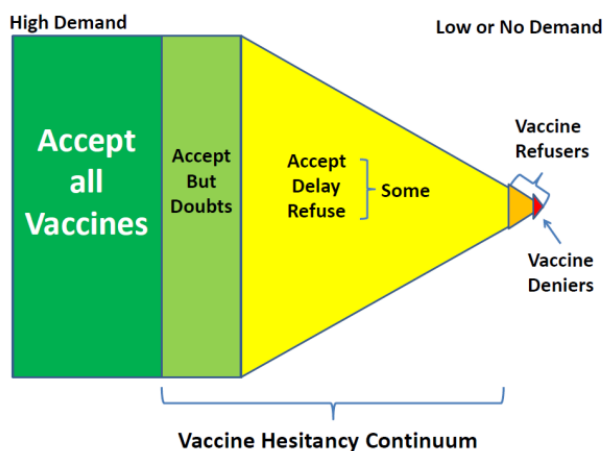 High Demand
Low or No Demand
Accept
all
Vaccines
Accept
But
Doubts
Accept
Delay
Refuse
Some
Vaccine
Refusers
Vaccine
Deniers
Vaccine Hesitancy Continuum